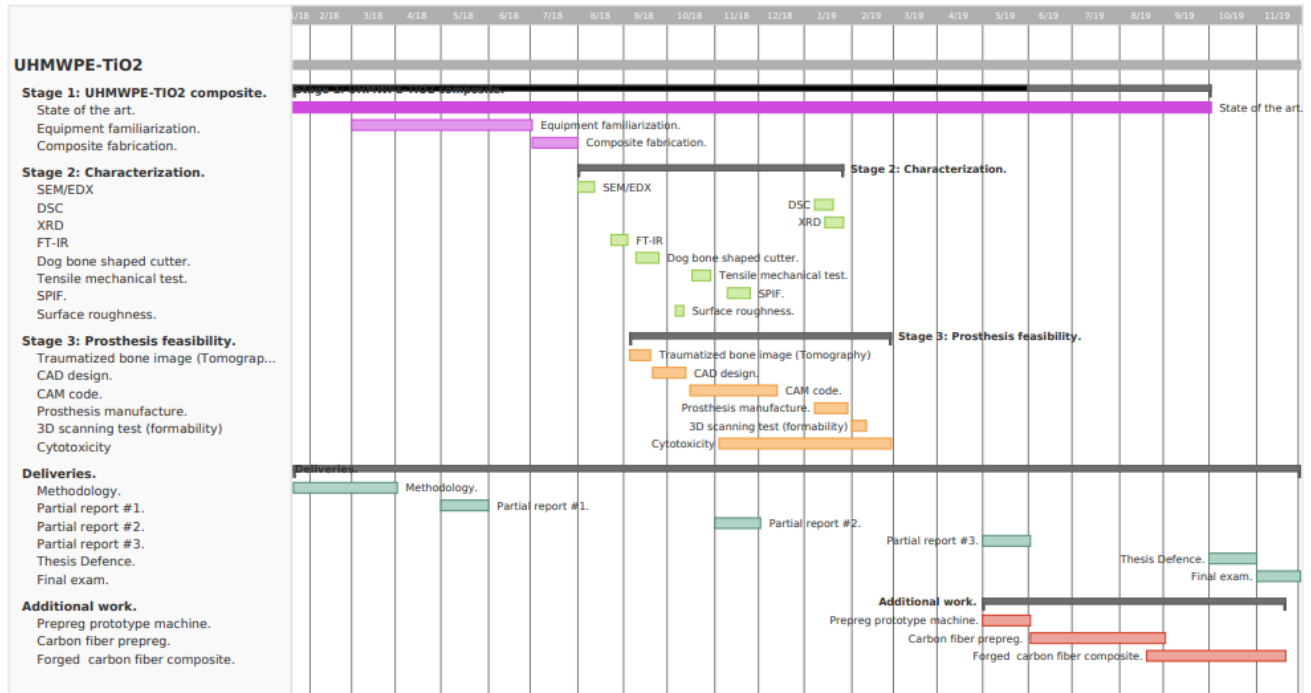 /18 2/18 3/18 4/18 5/18 6/18 7/18 8/18 9/18 10/18 11/18 12/18 1/19 2/19 3/19 4/19 5/19 6/19 7/19 8/19 9/19 10/19 11/19
UHMWPE-TiO2
Stage 1: UHMWPE-TIO2 composite. Stage 1: UHMWPE-TIO2 composite.
State of the art. State of the art.
Equipment familiarization. Equipment familiarization.
Composite fabrication. Composite fabrication.
Stage 2: Characterization. Stage 2: Characterization.
SEM/EDX SEM/EDX
DSC DSC
XRD XRD
FT-IR FT-IR
Dog bone shaped cutter. Dog bone shaped cutter.
Tensile mechanical test. Tensile mechanical test.
SPIF. SPIF.
Surface roughness. Surface roughness.
Stage 3: Prosthesis feasibility. Stage 3: Prosthesis feasibility.
Traumatized bone image (Tomograp... Traumatized bone image (Tomography)
CAD design. CAD design.
CAM code. CAM code.
Prosthesis manufacture. Prosthesis manufacture.
3D scanning test (formability) 3D scanning test (formability)
Cytotoxicity Cytotoxicity
Deliveries. Deliveries.
Methodology. Methodology.
Partial report #1. Partial report #1.
Partial report #2. Partial report #2.
Partial report #3. Partial report #3.
Thesis Defence. Thesis Defence.
Final exam. Final exam.
Additional work. Additional work.
Prepreg prototype machine. Prepreg prototype machine.
Carbon fiber prepreg. Carbon fiber prepreg.
Forged carbon fiber composite. Forged carbon fiber composite.